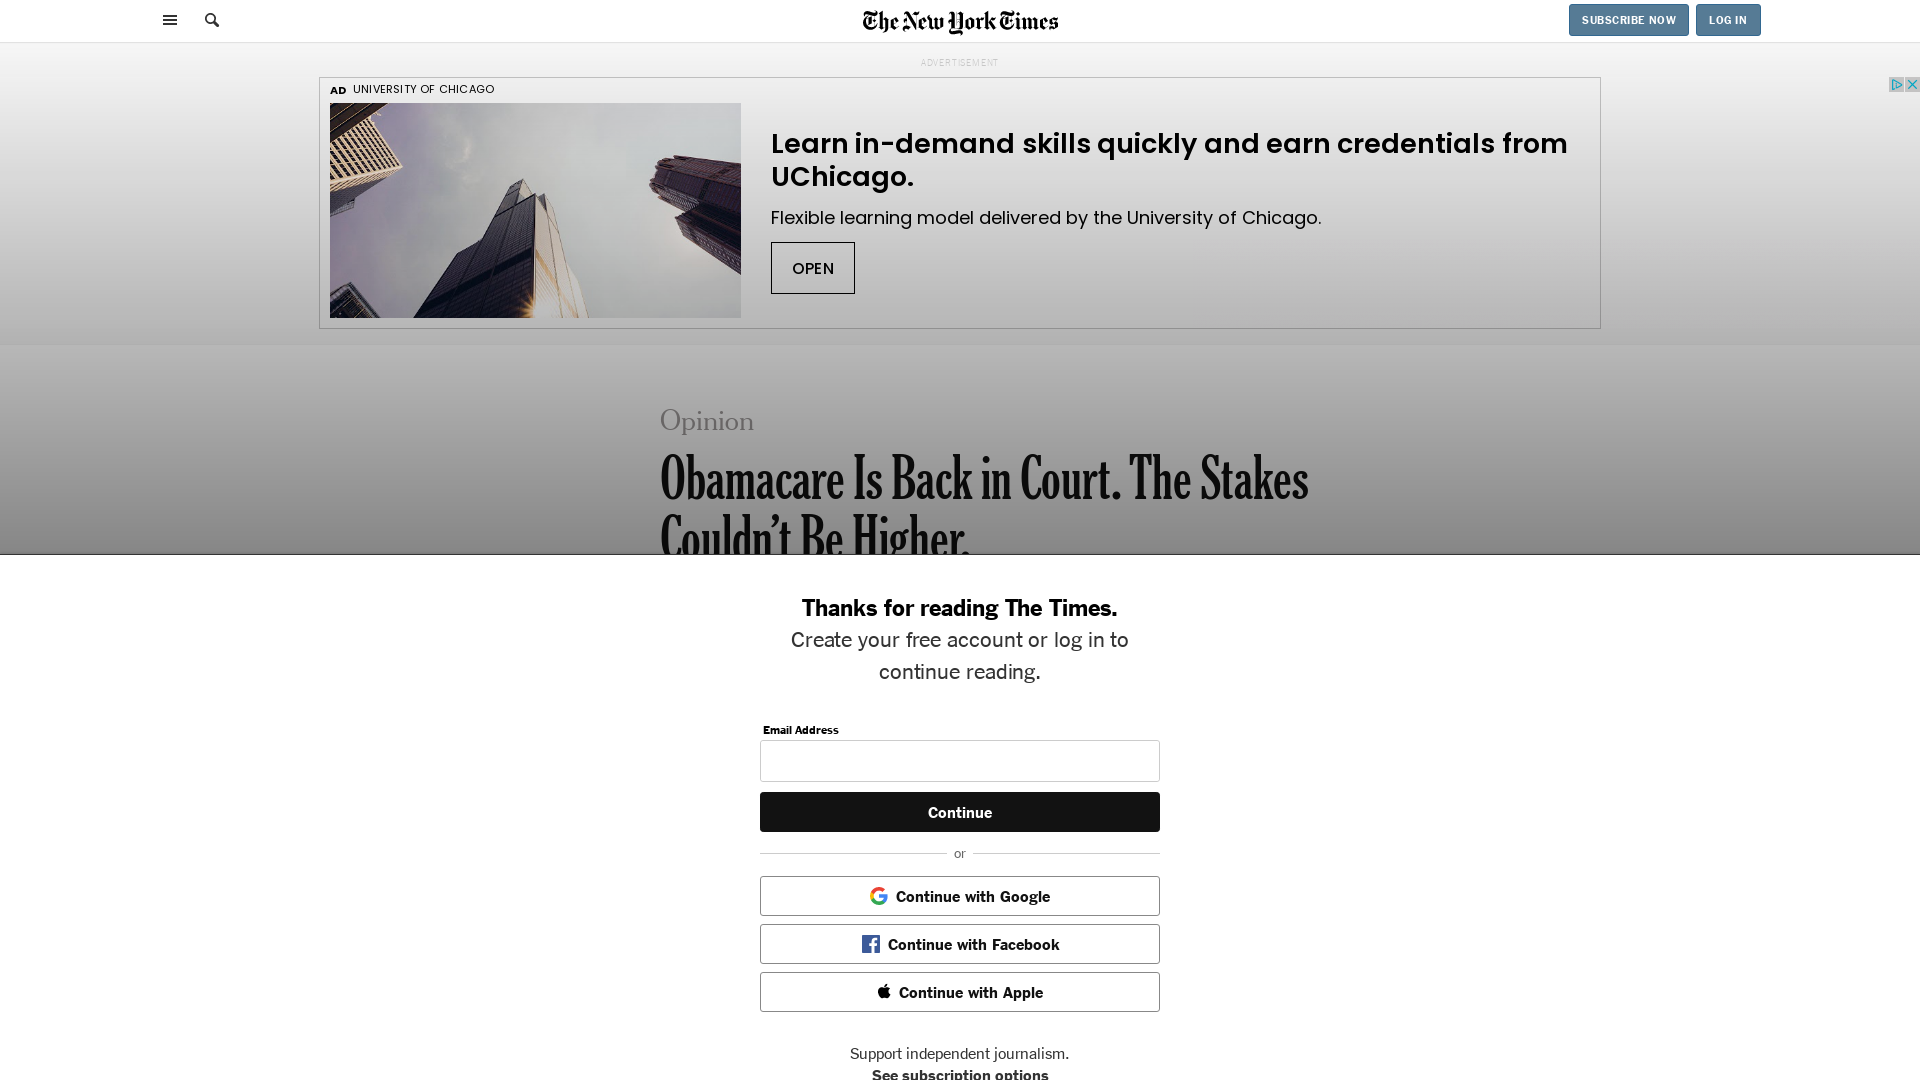 The New York Times
SUBSCRIBE NOW
LOG IN
ADVERTISEMENT
AD UNIVERSITY OF CHICAGO
Learn in-demand skills quickly and earn credentials from
UChicago.
Flexible learning model delivered by the University of Chicago.
OPEN
Opinion
Obamacare Is Back in Court. The Stakes
Couldn’t Be Higher.
Thanks for reading The Times.
Create your free account or log in to
continue reading.
Email Address
Continue
or
Continue with Google
Continue with Facebook
Continue with Apple
Support independent journalism.
See subscription options